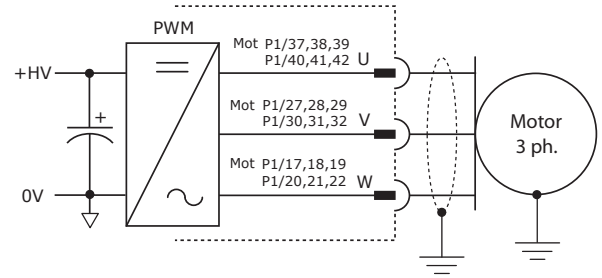 PWM
Mot P1/37,38,39
P1/40,41,42 U
+HV
+
Mot P1/27,28,29
P1/30,31,32 V
Motor
3 ph.
Mot P1/17,18,19
P1/20,21,22 W
0V